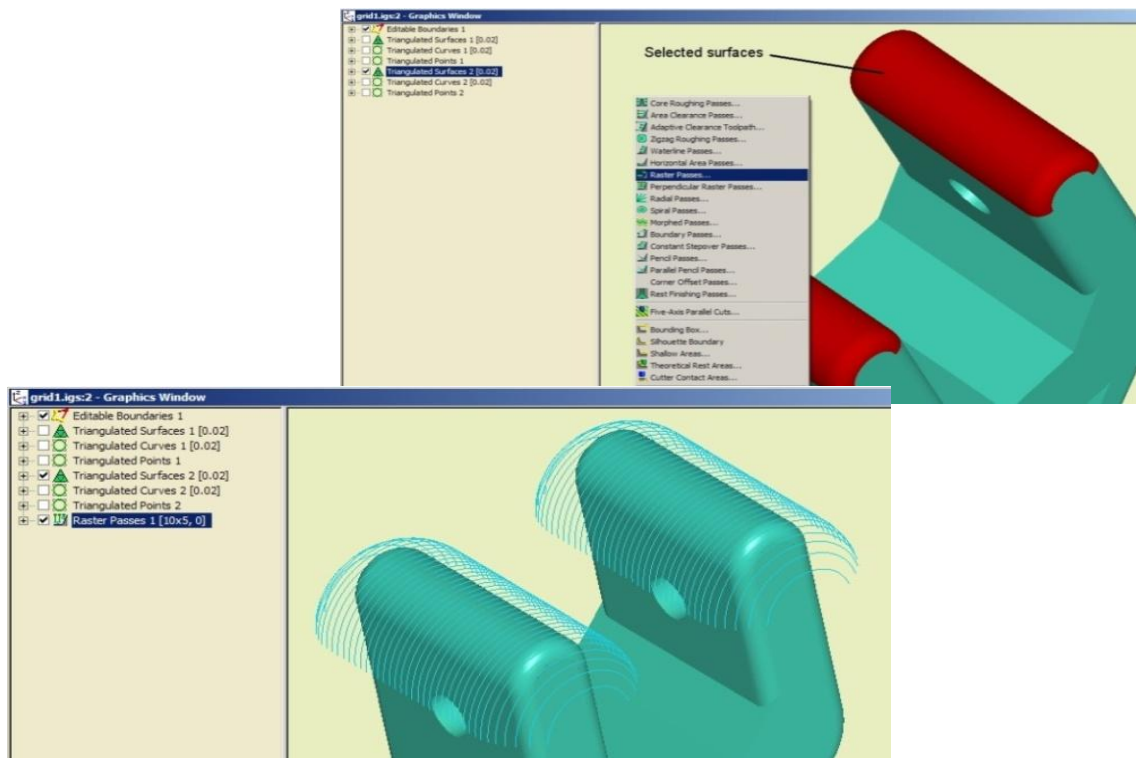 grid1.igs:2 - Graphics Window
Editable Boundaries 1
Triangulated Surfaces 1 [0.02]
Triangulated Curves 1 [0.02]
Triangulated Points 1
Triangulated Surfaces 2 [0.02]
Triangulated Curves 2 [0.02]
Triangulated Points 2
Selected surfaces
Core Roughing Passes...
Area Clearance Passes...
Adaptive Clearance Toolpath...
Zigzag Roughing Passes...
Waterline Passes...
Horizontal Area Passes...
Raster Passes...
Perpendicular Raster Passes...
Radial Passes...
Spiral Passes...
Morphed Passes...
Boundary Passes...
Constant Stepover Passes...
Pencil Passes...
Parallel Pencil Passes...
Corner Offset Passes...
Rest Finishing Passes...
Five-Axis Parallel Cuts...
Bounding Box...
Silhouette Boundary
Shallow Areas...
Theoretical Rest Areas...
Cutter Contact Areas...
grid1.igs:2 - Graphics Window
Editable Boundaries 1
Triangulated Surfaces 1 [0.02]
Triangulated Curves 1 [0.02]
Triangulated Points 1
Triangulated Surfaces 2 [0.02]
Triangulated Curves 2 [0.02]
Triangulated Points 2
Raster Passes 1 [10x5, 0]